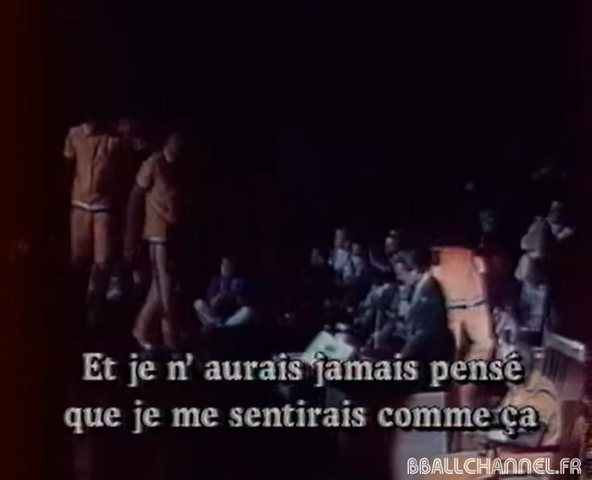 Et je n' aurais jamais pensé
que je me sentirais comme ça
BBALLCHANNEL.FR